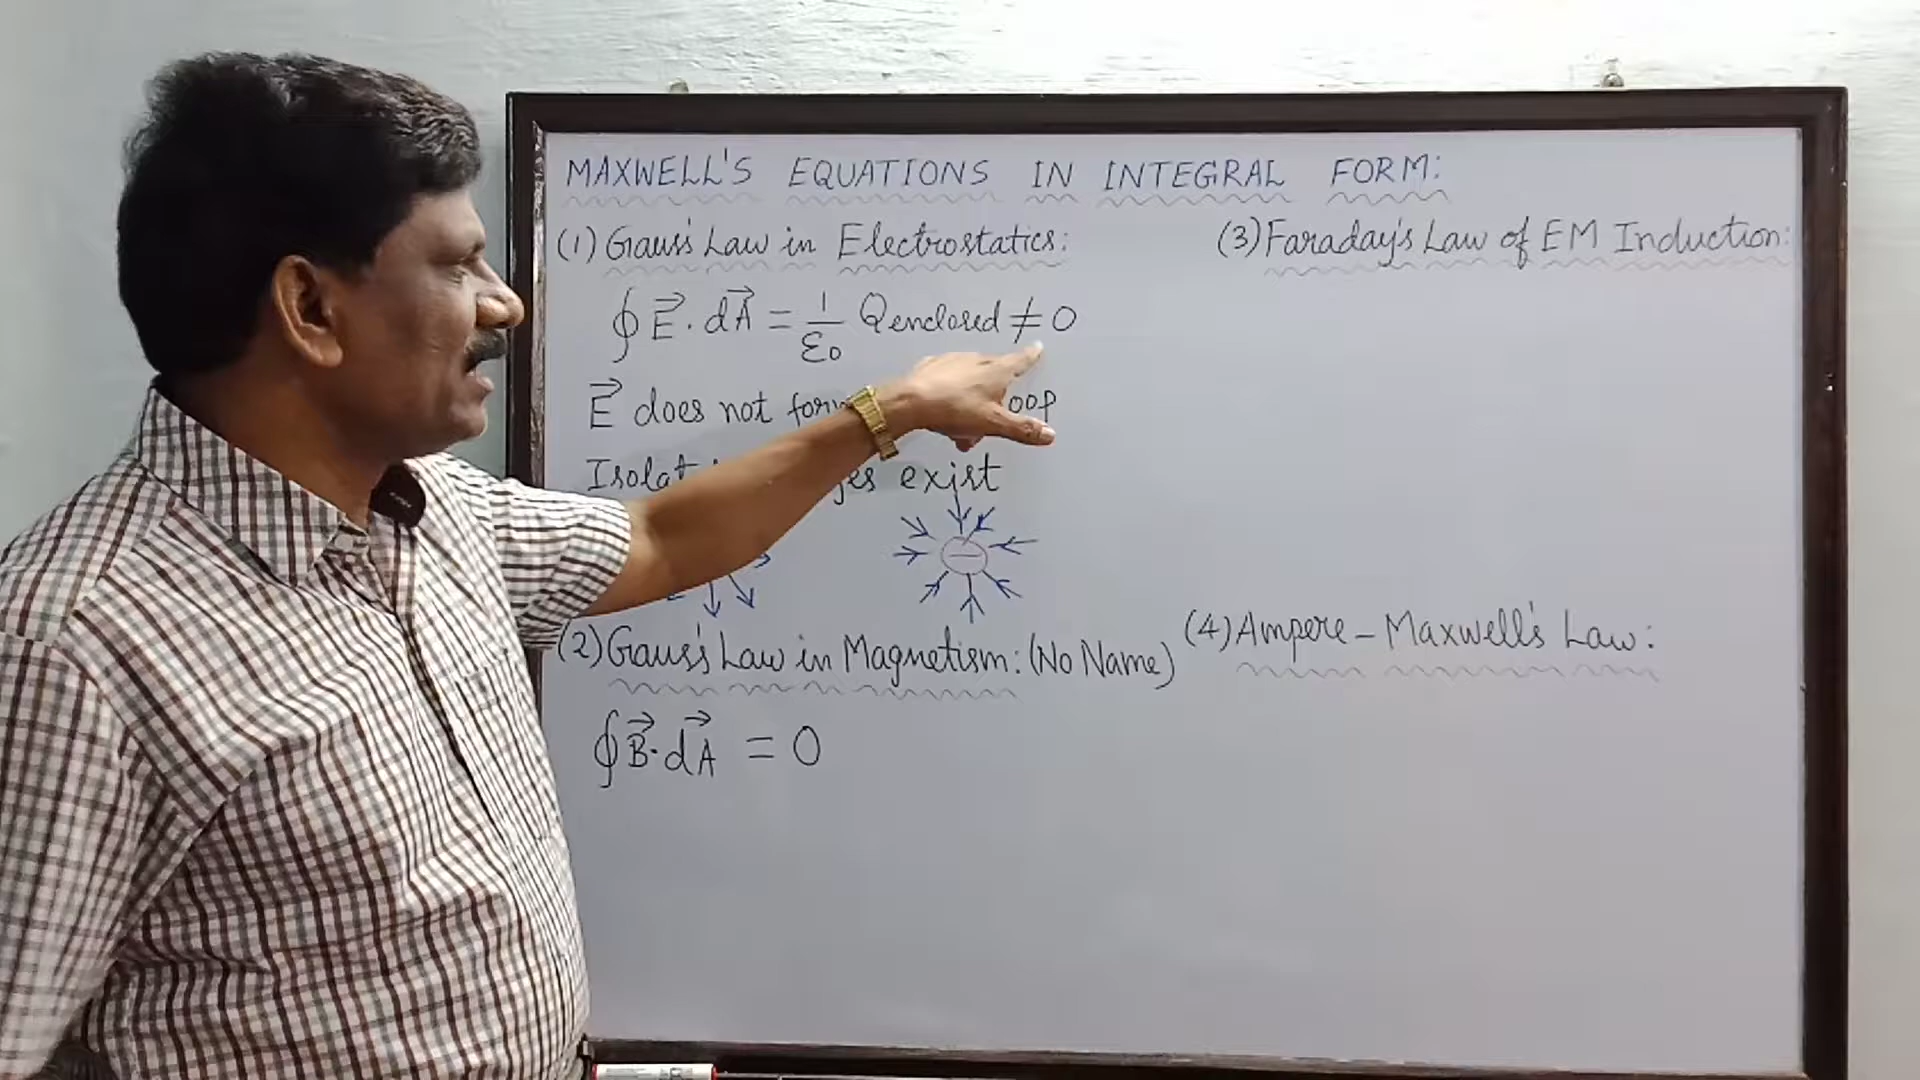 MAXWELL'S EQUATIONS IN INTEGRAL FORM:
(1) Gauss's Law in Electrostatics:
∮ E⃗ · dA⃗ = 1/ε0 Qenclosed ≠ 0
E⃗ does not form oop
Isolat ges exist
(2) Gauss's Law in Magnetism: (No Name)
∮ B⃗ · dA⃗ = 0
(3) Faraday's Law of EM Induction:
(4) Ampere - Maxwell's Law: